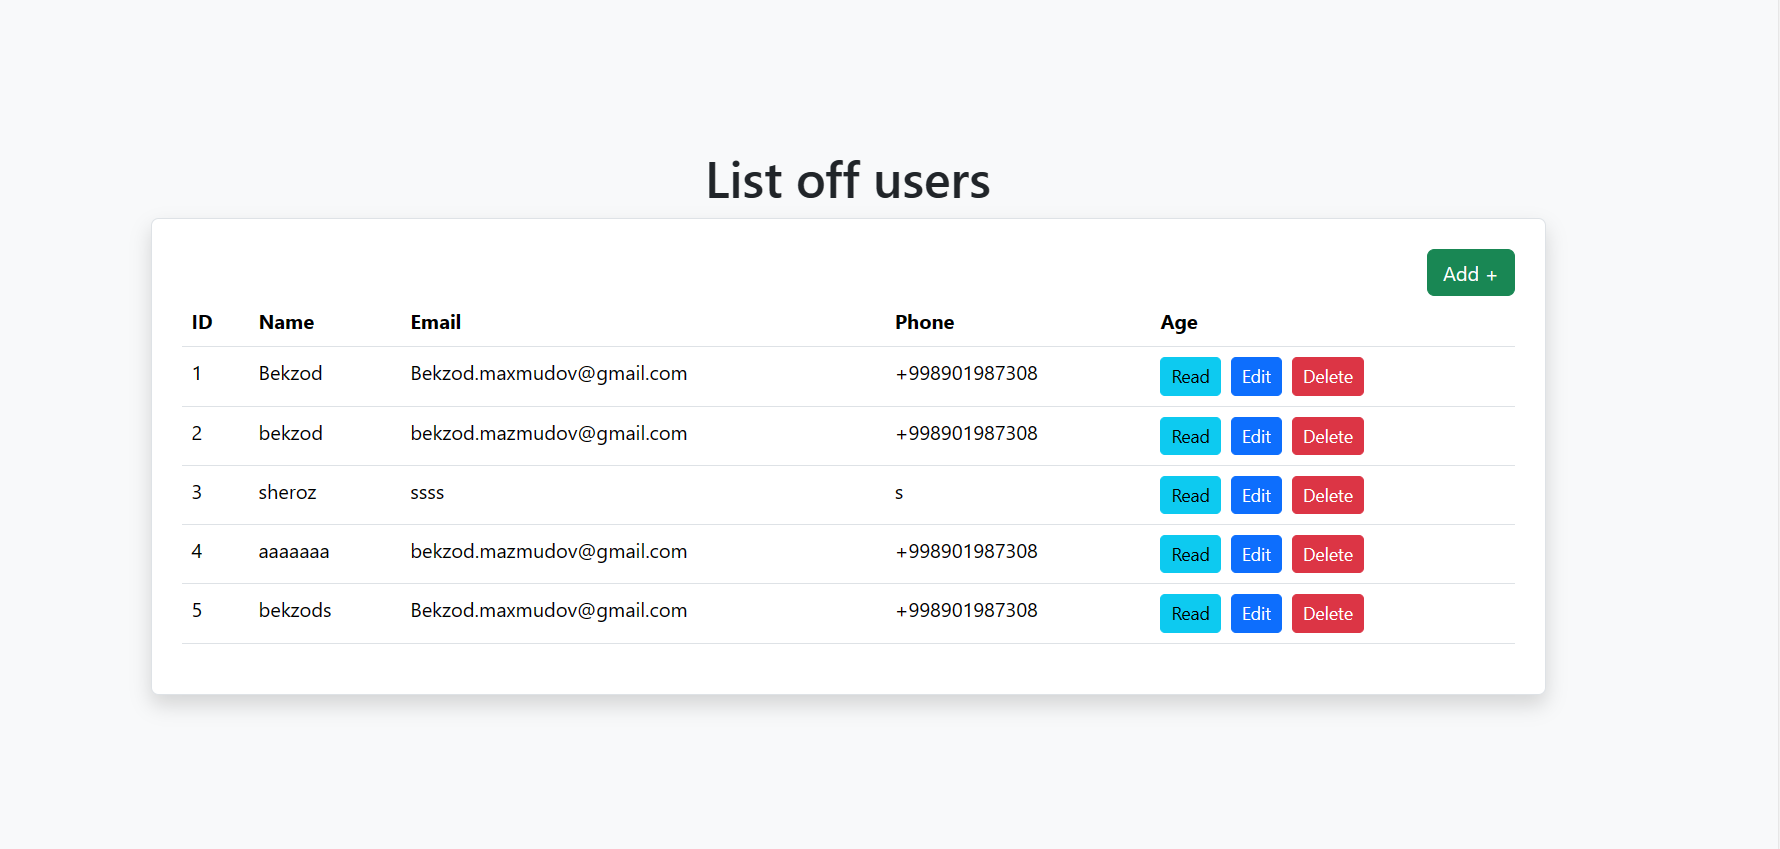 List off users
Add +
ID Name Email Phone Age
1 Bekzod Bekzod.maxmudov@gmail.com +998901987308 Read Edit Delete
2 bekzod bekzod.mazmudov@gmail.com +998901987308 Read Edit Delete
3 sheroz ssss s Read Edit Delete
4 aaaaaaa bekzod.mazmudov@gmail.com +998901987308 Read Edit Delete
5 bekzods Bekzod.maxmudov@gmail.com +998901987308 Read Edit Delete